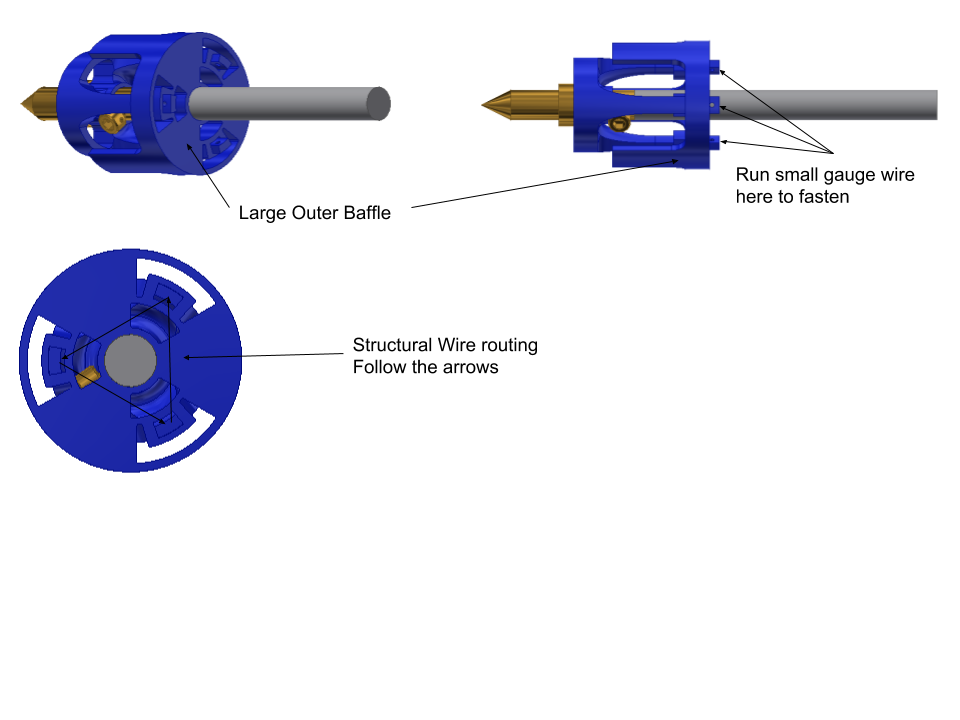 Large Outer Baffle
Run small gauge wire
here to fasten
Structural Wire routing
Follow the arrows